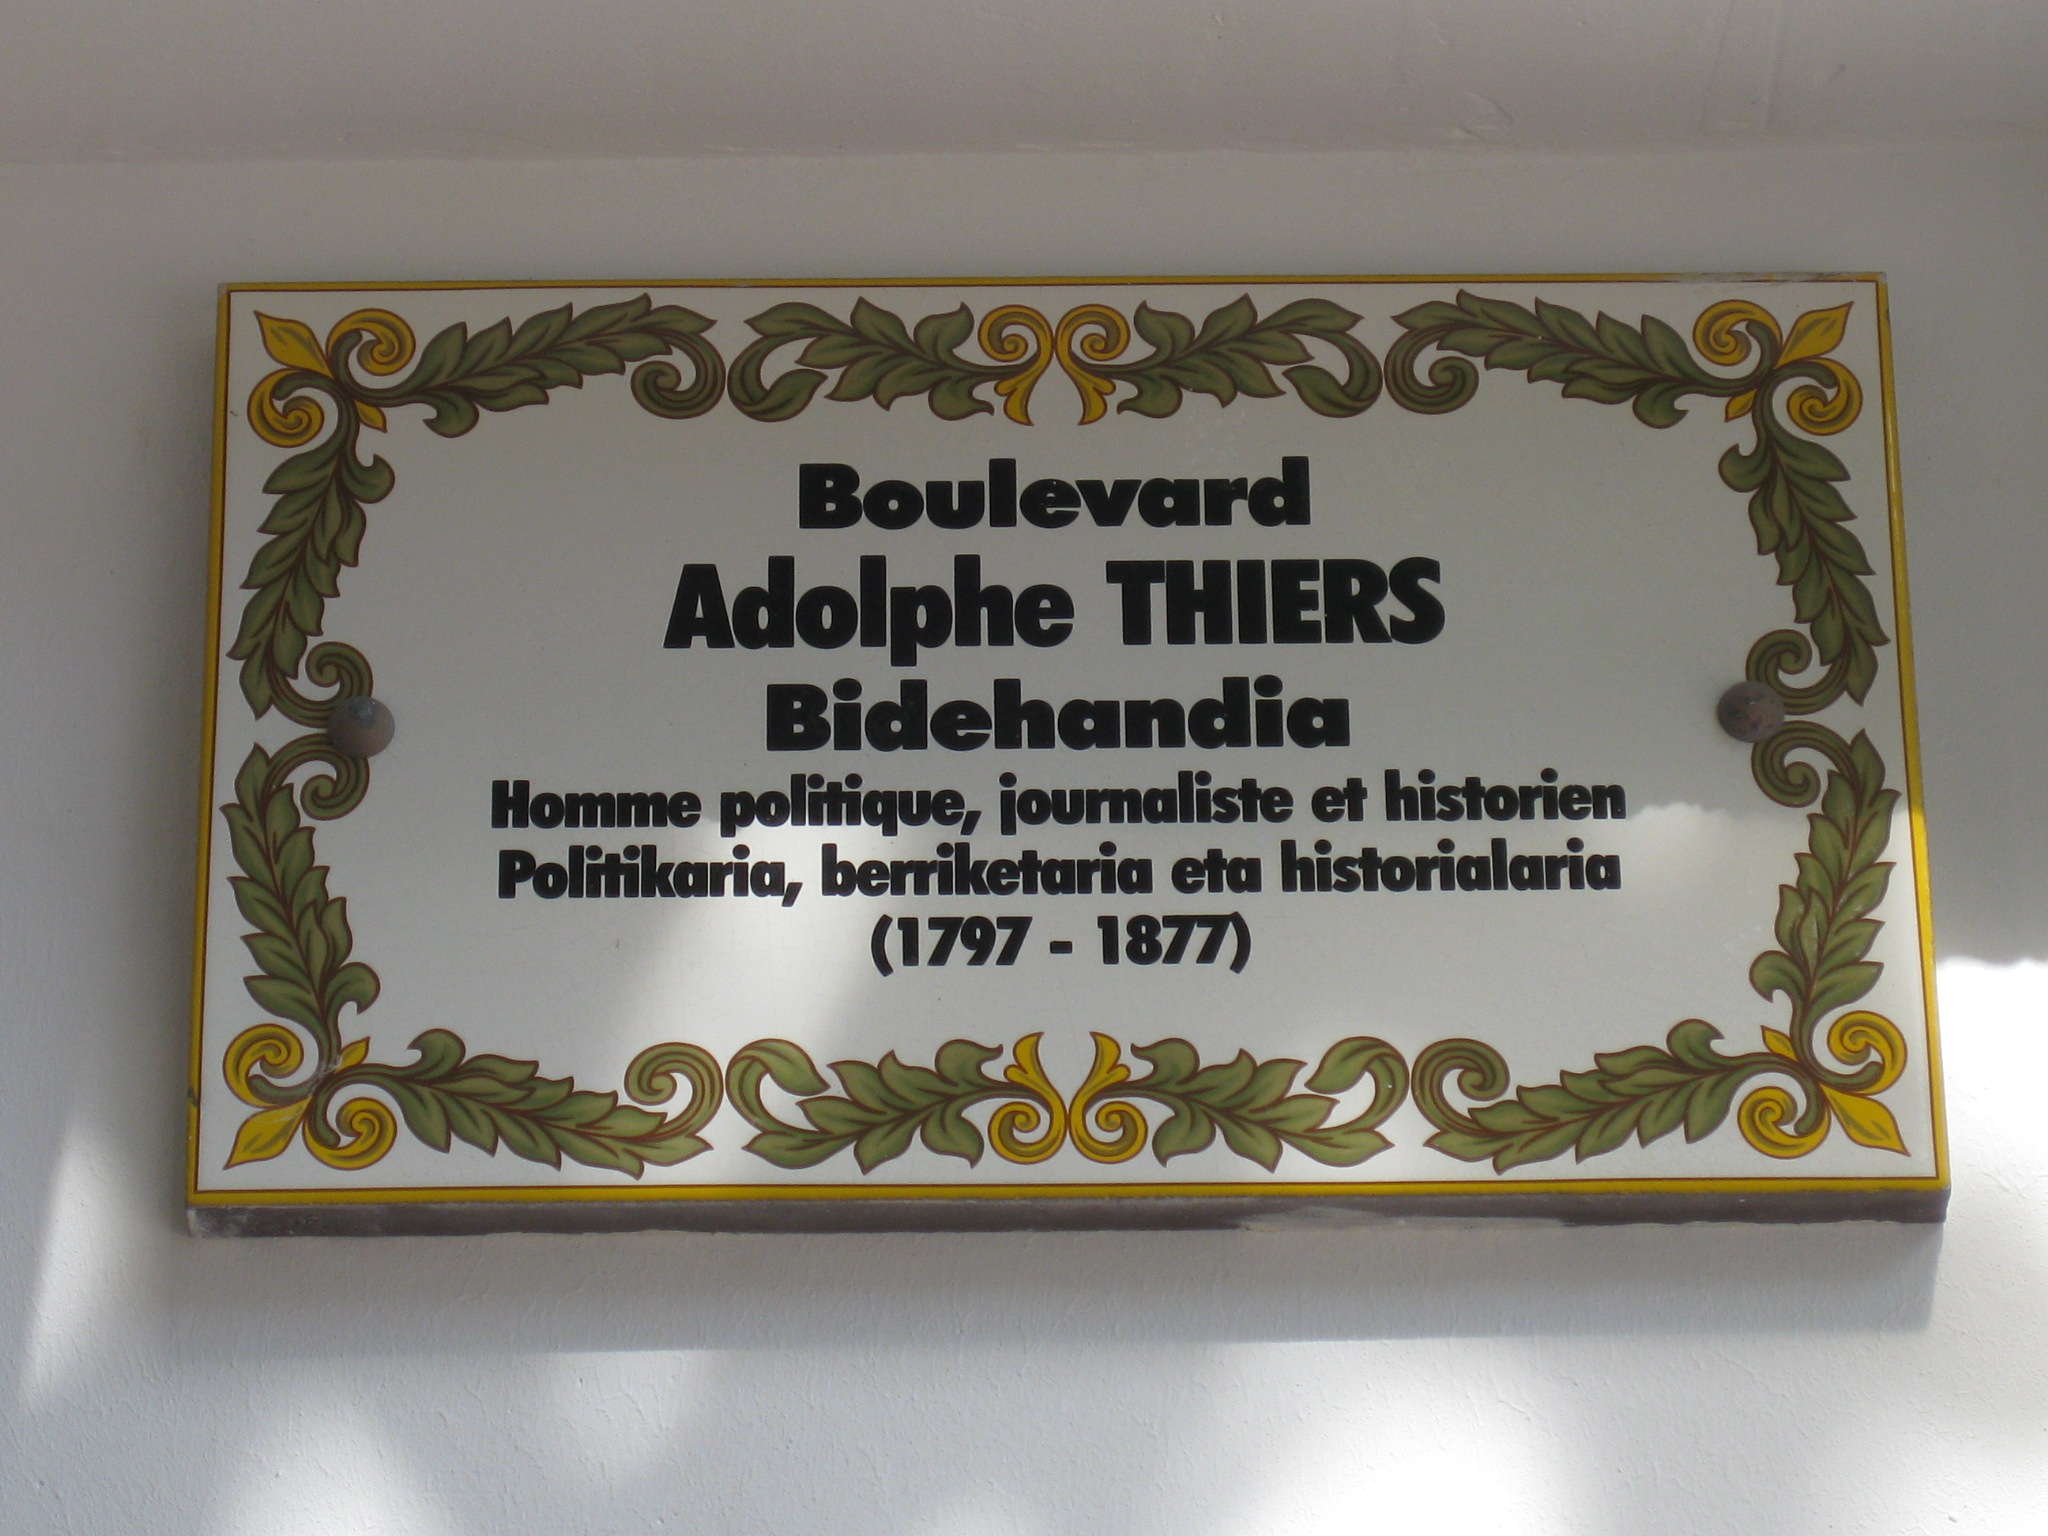 Boulevard
Adolphe THIERS
Bidehandia
Homme politique, journaliste et historien
Politikaria, berriketaria eta historialaria
(1797 - 1877)